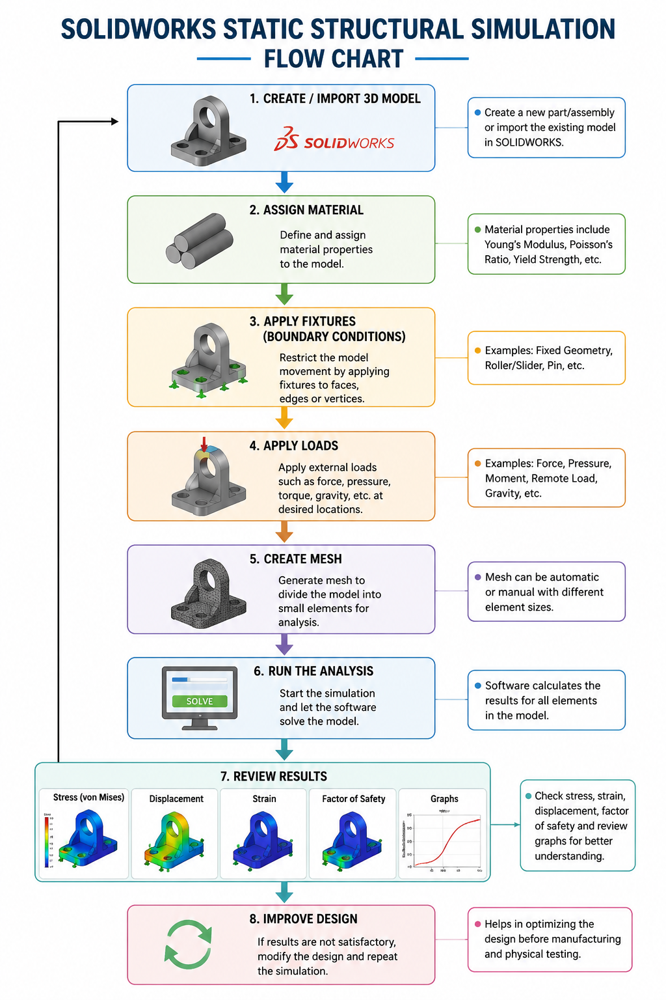 SOLIDWORKS STATIC STRUCTURAL SIMULATION
FLOW CHART
1. CREATE / IMPORT 3D MODEL
SOLIDWORKS
Create a new part/assembly
or import the existing model
in SOLIDWORKS.
2. ASSIGN MATERIAL
Define and assign
material properties
to the model.
Material properties include
Young's Modulus, Poisson's
Ratio, Yield Strength, etc.
3. APPLY FIXTURES
(BOUNDARY CONDITIONS)
Restrict the model
movement by applying
fixtures to faces,
edges or vertices.
Examples: Fixed Geometry,
Roller/Slider, Pin, etc.
4. APPLY LOADS
Apply external loads
such as force, pressure,
torque, gravity, etc. at
desired locations.
Examples: Force, Pressure,
Moment, Remote Load,
Gravity, etc.
5. CREATE MESH
Generate mesh to
divide the model into
small elements for
analysis.
Mesh can be automatic
or manual with different
element sizes.
6. RUN THE ANALYSIS
SOLVE
Start the simulation
and let the software
solve the model.
Software calculates the
results for all elements
in the model.
7. REVIEW RESULTS
Stress (von Mises)
Displacement
Strain
Factor of Safety
Graphs
Check stress, strain,
displacement, factor
of safety and review
graphs for better
understanding.
8. IMPROVE DESIGN
If results are not satisfactory,
modify the design and repeat
the simulation.
Helps in optimizing the
design before manufacturing
and physical testing.